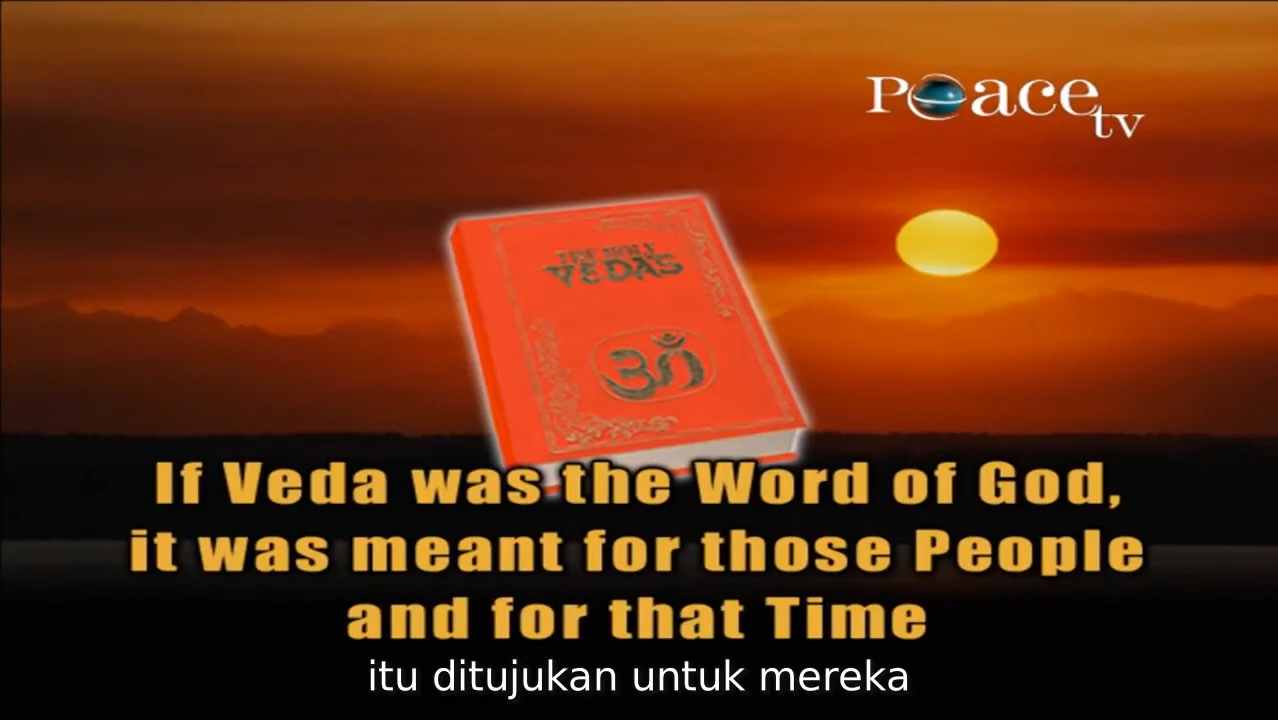 Peace tv
THE HOLY
VEDAS
ॐ
If Veda was the Word of God,
it was meant for those People
and for that Time
itu ditujukan untuk mereka